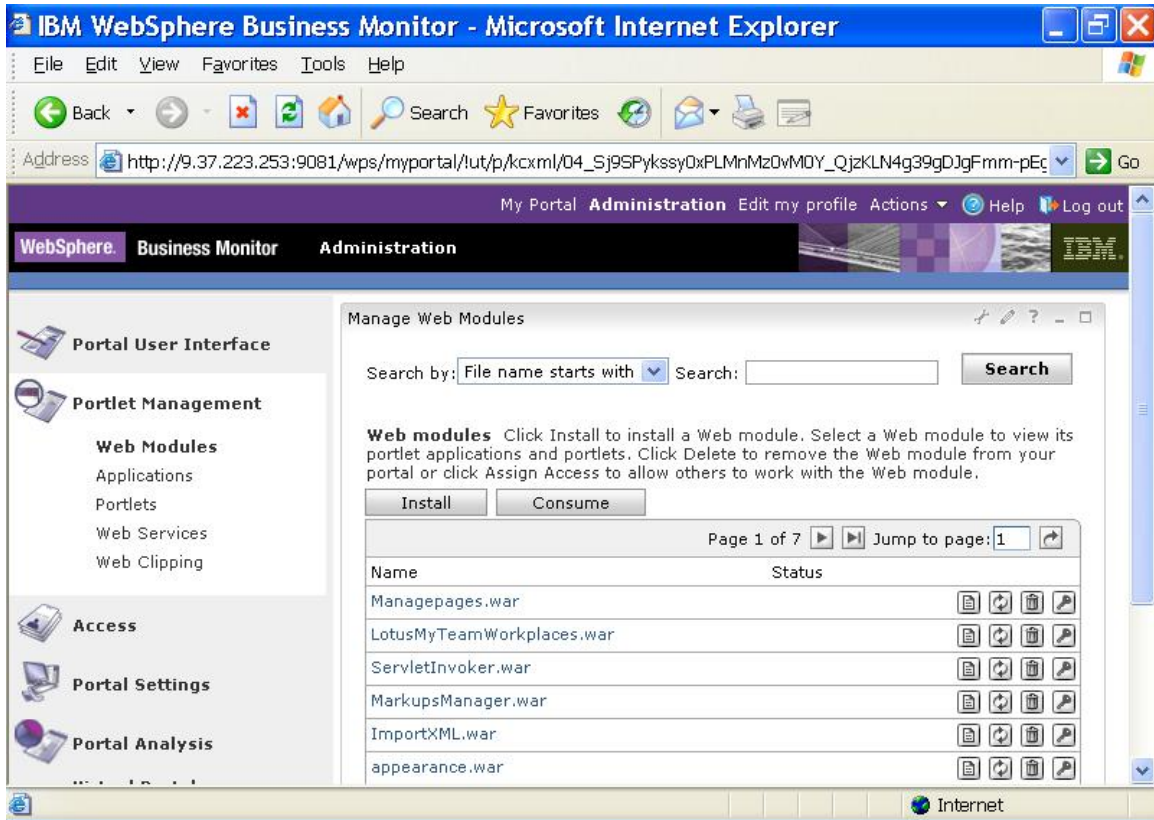 IBM WebSphere Business Monitor - Microsoft Internet Explorer
File Edit View Favorites Tools Help
Back Search Favorites
Address http://9.37.223.253:9081/wps/myportal/!ut/p/kcxml/04_Sj9SPykssy0xPLMnMz0vM0Y_QjzKLN4g39gDJgFmm-pEc Go
My Portal Administration Edit my profile Actions Help Log out
WebSphere. Business Monitor Administration IBM.
Manage Web Modules
Portal User Interface
Search by: File name starts with Search: Search
Portlet Management
Web modules Click Install to install a Web module. Select a Web module to view its
portlet applications and portlets. Click Delete to remove the Web module from your
portal or click Assign Access to allow others to work with the Web module.
Web Modules
Applications
Portlets
Web Services
Web Clipping
Install Consume
Page 1 of 7 Jump to page: 1
Name Status
Managepages.war
LotusMyTeamWorkplaces.war
ServletInvoker.war
MarkupsManager.war
ImportXML.war
appearance.war
Access
Portal Settings
Portal Analysis
Internet